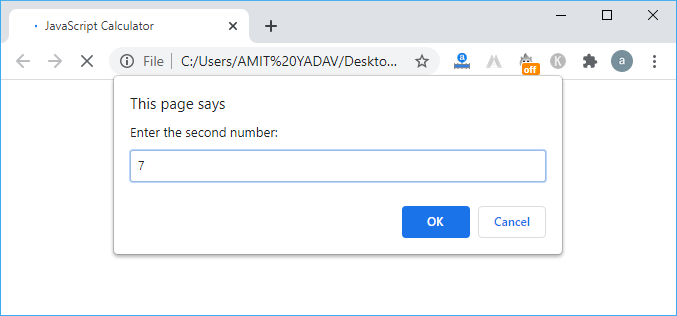 JavaScript Calculator
File
C:/Users/AMIT%20YADAV/Deskto...
a
off
K
a
This page says
Enter the second number:
7
OK
Cancel